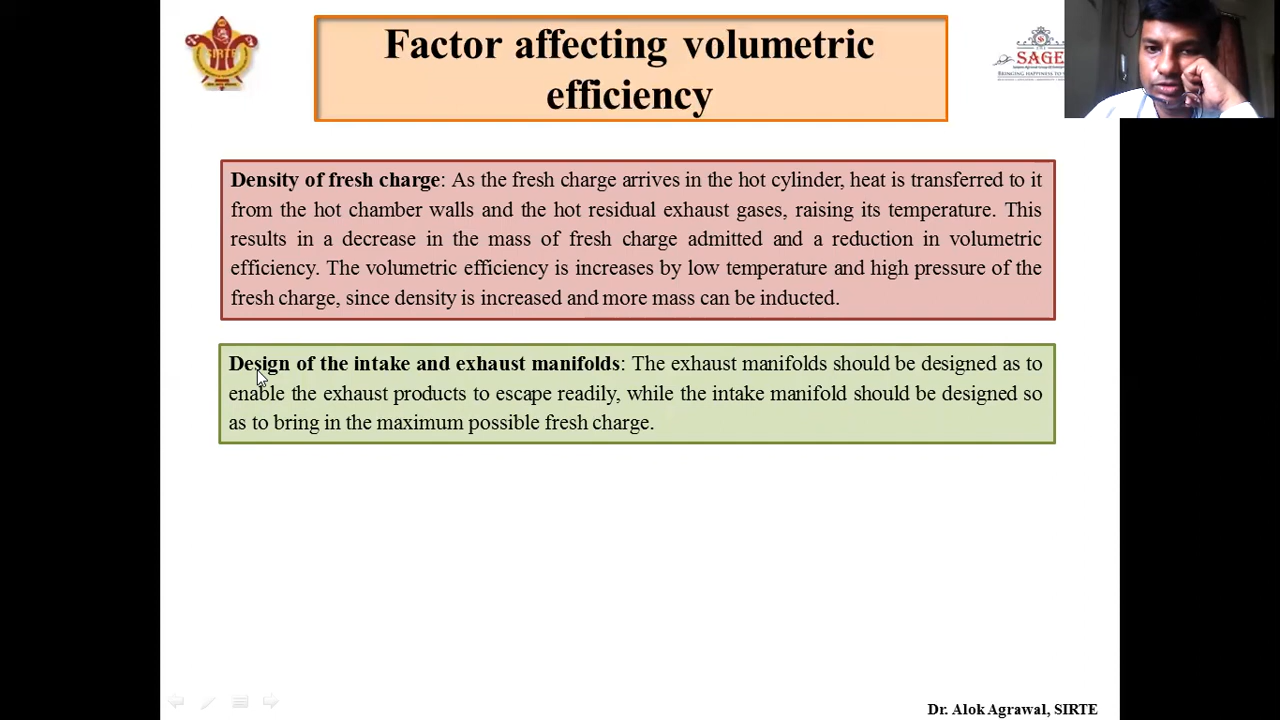 Factor affecting volumetric
efficiency
SIRTE
SAGE
Density of fresh charge: As the fresh charge arrives in the hot cylinder, heat is transferred to it
from the hot chamber walls and the hot residual exhaust gases, raising its temperature. This
results in a decrease in the mass of fresh charge admitted and a reduction in volumetric
efficiency. The volumetric efficiency is increases by low temperature and high pressure of the
fresh charge, since density is increased and more mass can be inducted.
Design of the intake and exhaust manifolds: The exhaust manifolds should be designed as to
enable the exhaust products to escape readily, while the intake manifold should be designed so
as to bring in the maximum possible fresh charge.
Dr. Alok Agrawal, SIRTE